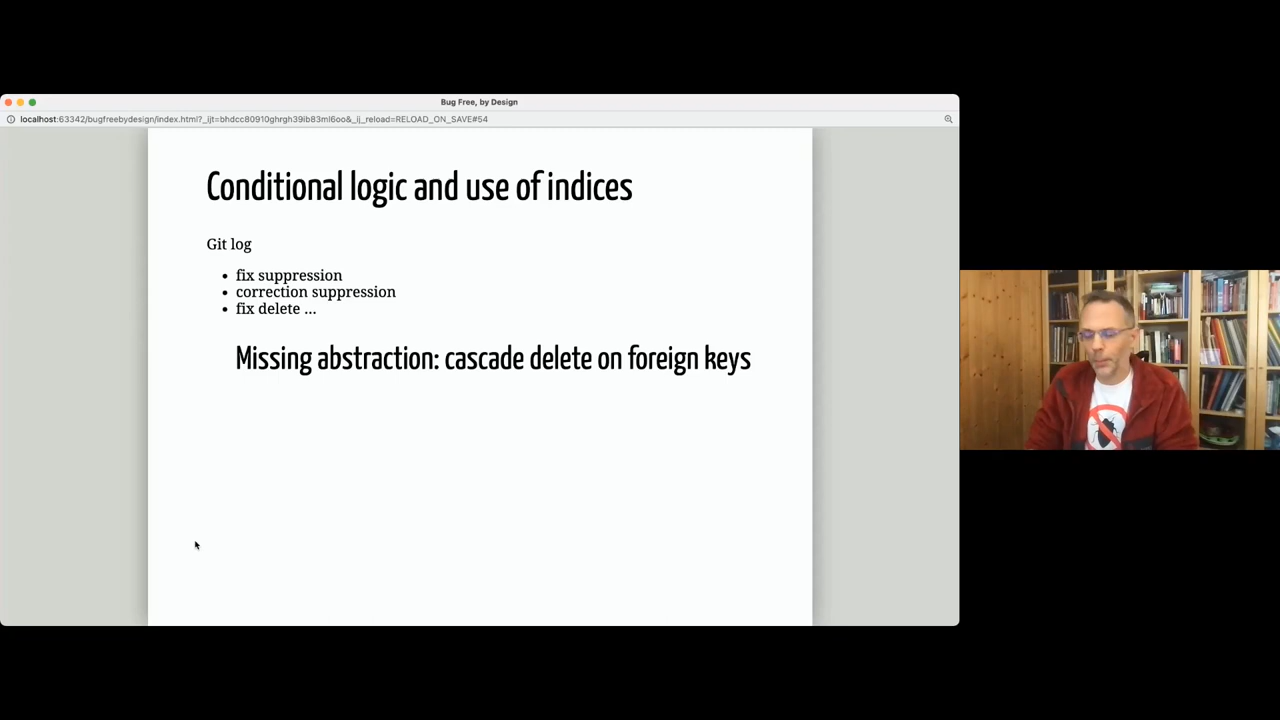 Bug Free, by Design
localhost:63342/bugfreebydesign/index.html?_ijt=bhdcc80910ghrgh39ib83ml6oo&_ij_reload=RELOAD_ON_SAVE#54
Conditional logic and use of indices
Git log
• fix suppression
• correction suppression
• fix delete ...
Missing abstraction: cascade delete on foreign keys